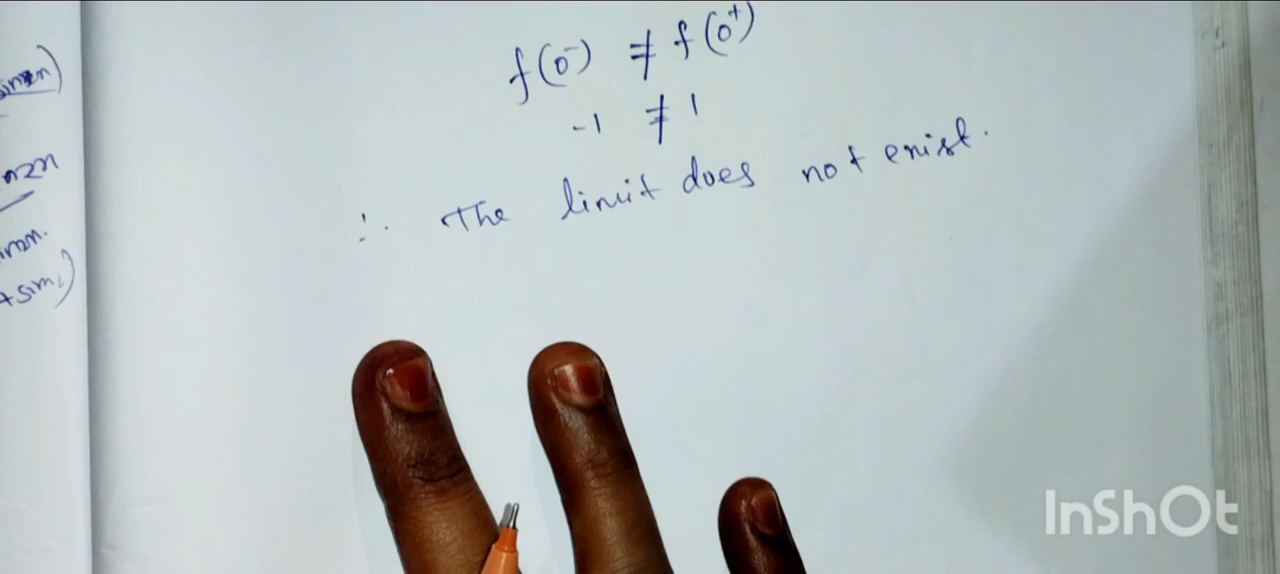 f(0⁻) ≠ f(0⁺)
-1 ≠ 1
∴ The limit does not exist.
InShOt